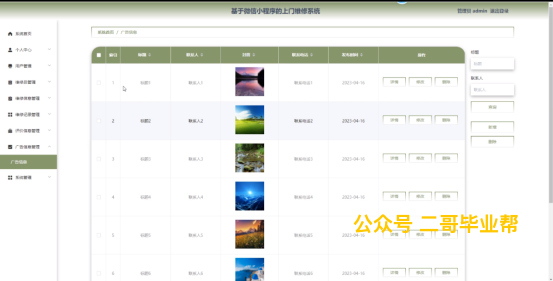 基于微信小程序的上门维修系统
管理员 admin 退出登录
系统首页
系统首页 / 广告信息
个人中心
用户管理
维修员管理
维修信息管理
维修记录管理
评价信息管理
广告信息管理
广告信息
系统管理
标题 联系人 封面 联系电话 发布时间 操作
标题
标题
联系人
联系人
1 标题1 联系人1 联系电话1 2023-04-16 详情 修改 删除
2 标题2 联系人2 联系电话2 2023-04-16 详情 修改 删除
3 标题3 联系人3 联系电话3 2023-04-16 详情 修改 删除
4 标题4 联系人4 联系电话4 2023-04-16 详情 修改 删除
5 标题5 联系人5 联系电话5 2023-04-16 详情 修改 删除
6 标题6 联系人6 联系电话6 2023-04-16 详情 修改 删除
新增
删除
公众号 二哥毕业帮